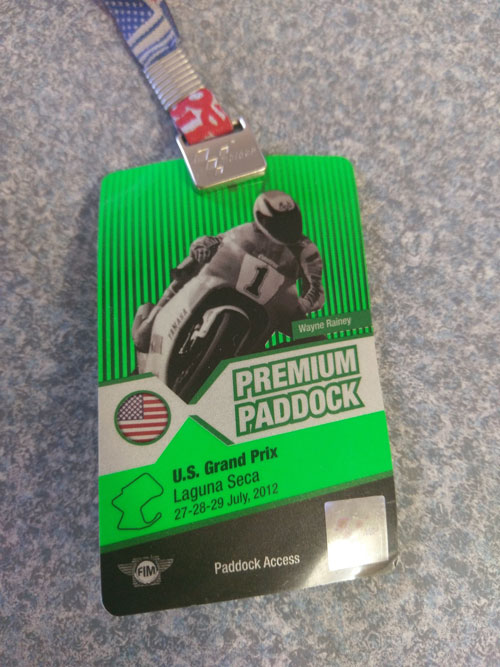 1
Wayne Rainey
PREMIUM
PADDOCK
U.S. Grand Prix
Laguna Seca
27-28-29 July, 2012
FIM
Paddock Access